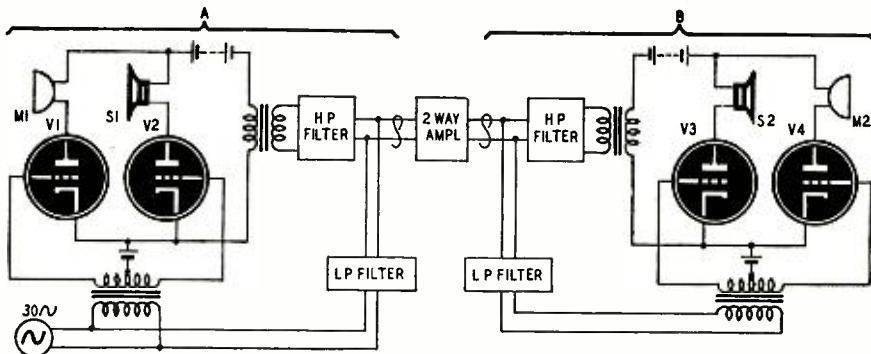 A
B
M1
V1
S1
V2
HP
FILTER
2 WAY
AMPL
HP
FILTER
V3
S2
V4
M2
LP FILTER
LP FILTER
30~